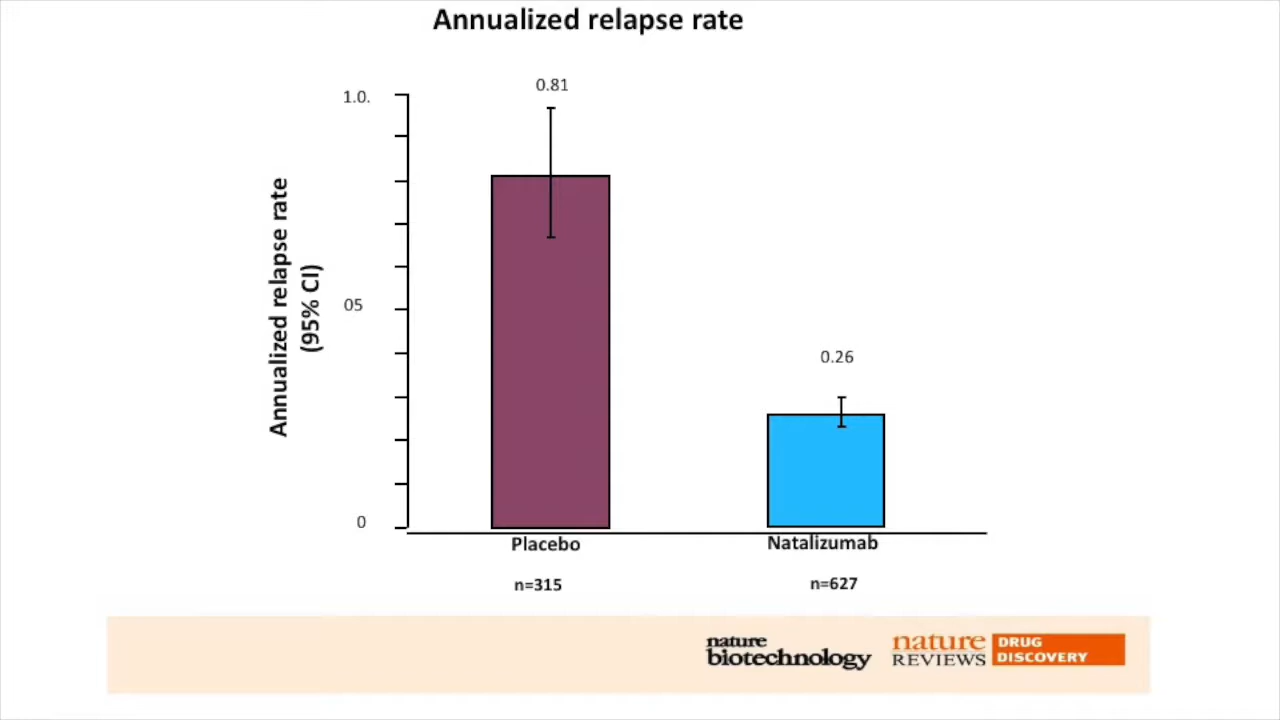 Annualized relapse rate
0.81
1.0.
Annualized relapse rate
(95% CI)
05
0.26
0
Placebo
Natalizumab
n=315
n=627
nature
biotechnology
nature
REVIEWS
DRUG
DISCOVERY